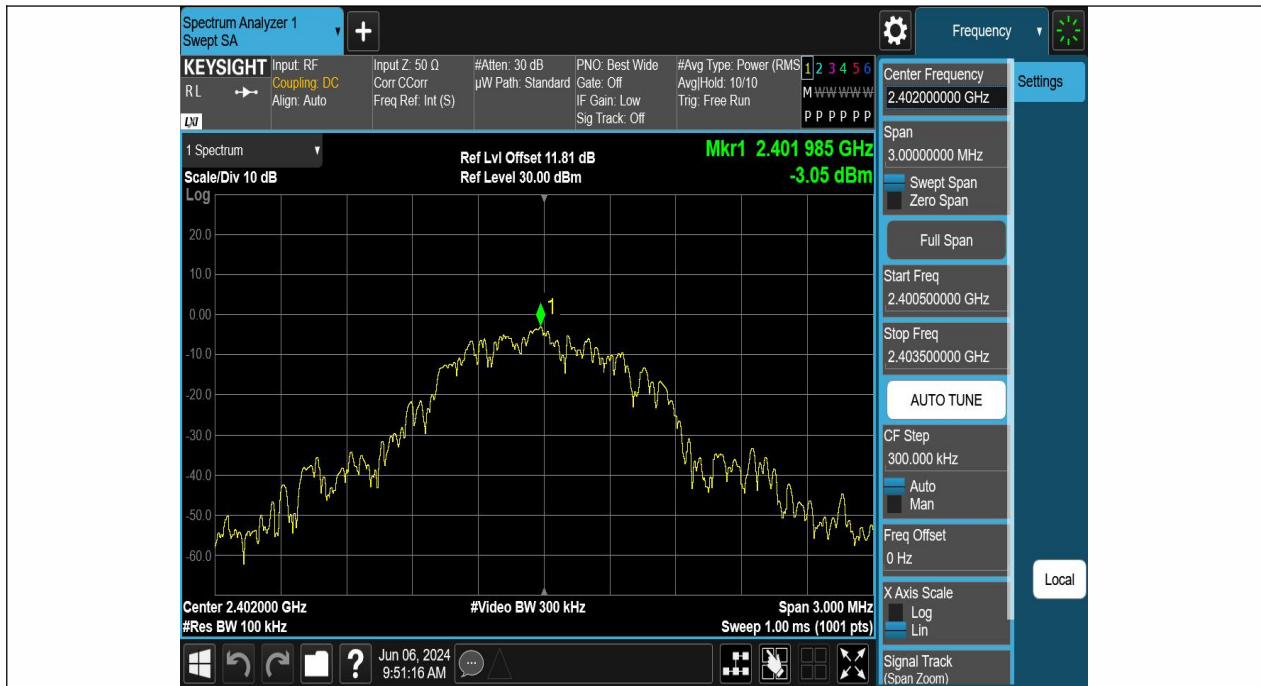 Spectrum Analyzer 1
Swept SA
+
Frequency
KEYSIGHT
R L
LXI
Input: RF
Coupling: DC
Align: Auto
Input Z: 50 Ω
Corr CCorr
Freq Ref: Int (S)
#Atten: 30 dB
µW Path: Standard
PNO: Best Wide
Gate: Off
IF Gain: Low
Sig Track: Off
#Avg Type: Power (RMS
Avg|Hold: 10/10
Trig: Free Run
1 2 3 4 5 6
M W W W W W
P P P P P P
1 Spectrum
Scale/Div 10 dB
Log
Ref Lvl Offset 11.81 dB
Ref Level 30.00 dBm
Mkr1 2.401 985 GHz
-3.05 dBm
20.0
10.0
0.00
-10.0
-20.0
-30.0
-40.0
-50.0
-60.0
1
Center 2.402000 GHz
#Res BW 100 kHz
#Video BW 300 kHz
Span 3.000 MHz
Sweep 1.00 ms (1001 pts)
?
Jun 06, 2024
9:51:16 AM
Center Frequency
2.402000000 GHz
Span
3.00000000 MHz
Swept Span
Zero Span
Full Span
Start Freq
2.400500000 GHz
Stop Freq
2.403500000 GHz
AUTO TUNE
CF Step
300.000 kHz
Auto
Man
Freq Offset
0 Hz
X Axis Scale
Log
Lin
Signal Track
(Span Zoom)
Settings
Local